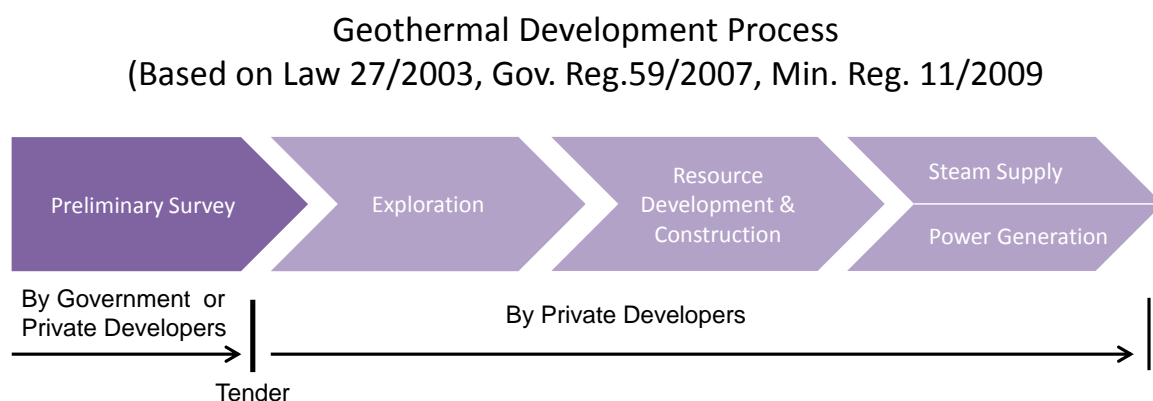 Geothermal Development Process
(Based on Law 27/2003, Gov. Reg.59/2007, Min. Reg. 11/2009
Preliminary Survey
Exploration
Resource
Development &
Construction
Steam Supply
Power Generation
By Government or
Private Developers
By Private Developers
Tender